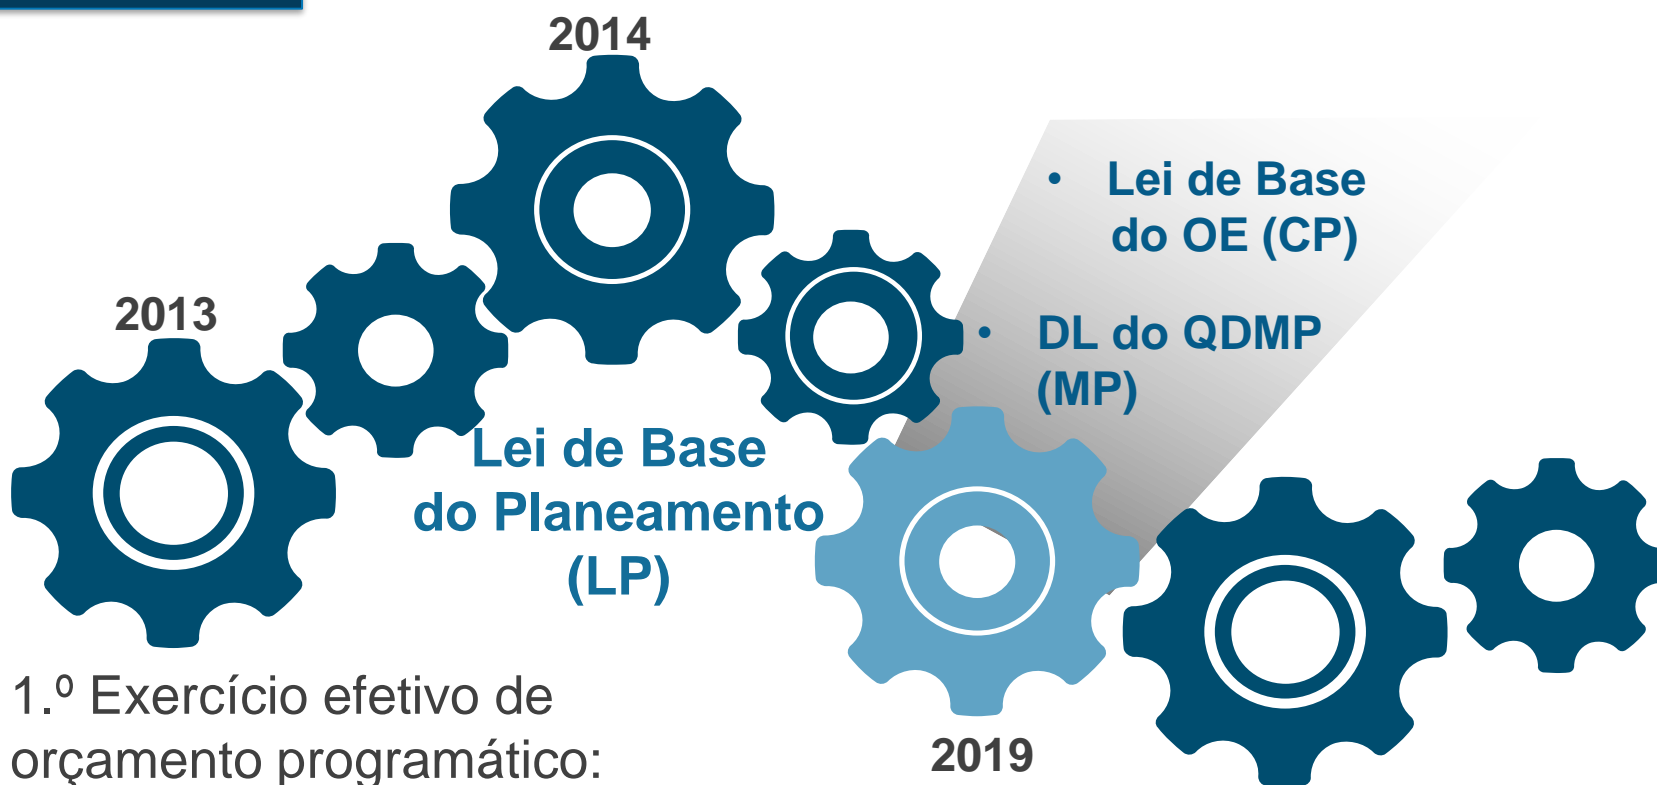 2014
2013
• Lei de Base
do OE (CP)
• DL do QDMP
(MP)
Lei de Base
do Planeamento
(LP)
1.º Exercício efetivo de
orçamento programático:
2019